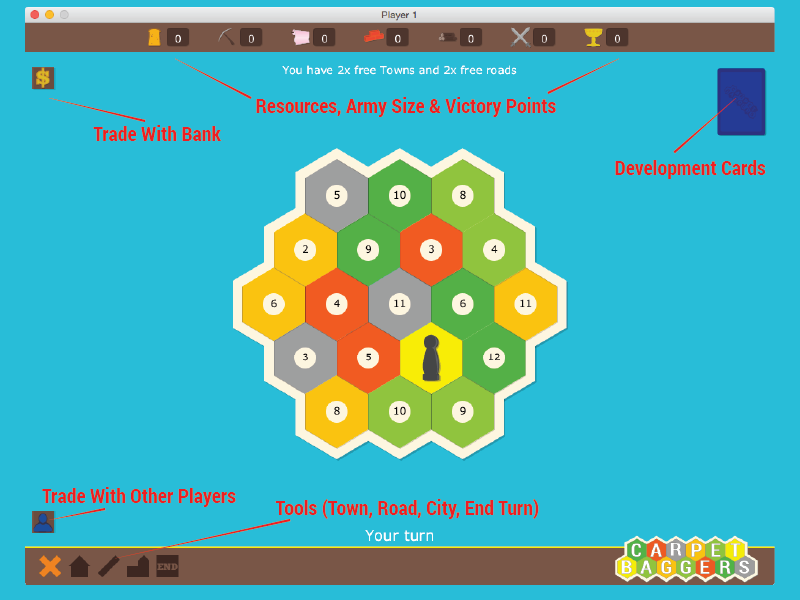 Player 1
0 0 0 0 0 0 0
You have 2x free Towns and 2x free roads
Resources, Army Size & Victory Points
Trade With Bank
Development Cards
5 10 8
2 9 3 4
6 4 11 6 11
3 5 12
8 10 9
Trade With Other Players
Tools (Town, Road, City, End Turn)
Your turn
END
CARPET
BAGGERS